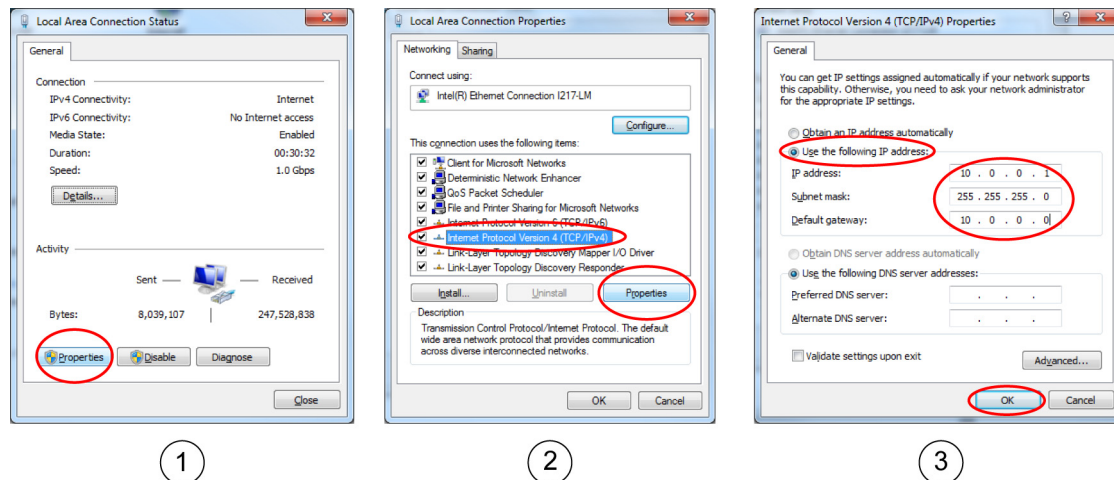 Local Area Connection Status
General
Connection
IPv4 Connectivity: Internet
IPv6 Connectivity: No Internet access
Media State: Enabled
Duration: 00:30:32
Speed: 1.0 Gbps
Details...
Activity
Sent — — Received
Bytes: 8,039,107 | 247,528,838
Properties Disable Diagnose
Close
1
Local Area Connection Properties
Networking Sharing
Connect using:
Intel(R) Ethernet Connection I217-LM
Configure...
This connection uses the following items:
Client for Microsoft Networks
Deterministic Network Enhancer
QoS Packet Scheduler
File and Printer Sharing for Microsoft Networks
Internet Protocol Version 6 (TCP/IPv6)
Internet Protocol Version 4 (TCP/IPv4)
Link-Layer Topology Discovery Mapper I/O Driver
Link-Layer Topology Discovery Responder
Install... Uninstall Properties
Description
Transmission Control Protocol/Internet Protocol. The default
wide area network protocol that provides communication
across diverse interconnected networks.
OK Cancel
2
Internet Protocol Version 4 (TCP/IPv4) Properties
General
You can get IP settings assigned automatically if your network supports
this capability. Otherwise, you need to ask your network administrator
for the appropriate IP settings.
Obtain an IP address automatically
Use the following IP address:
IP address: 10 . 0 . 0 . 1
Subnet mask: 255 . 255 . 255 . 0
Default gateway: 10 . 0 . 0 . 0
Obtain DNS server address automatically
Use the following DNS server addresses:
Preferred DNS server: . . .
Alternate DNS server: . . .
Validate settings upon exit
Advanced...
OK Cancel
3